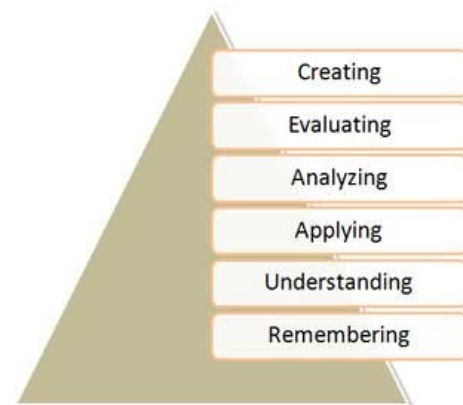 Creating
Evaluating
Analyzing
Applying
Understanding
Remembering